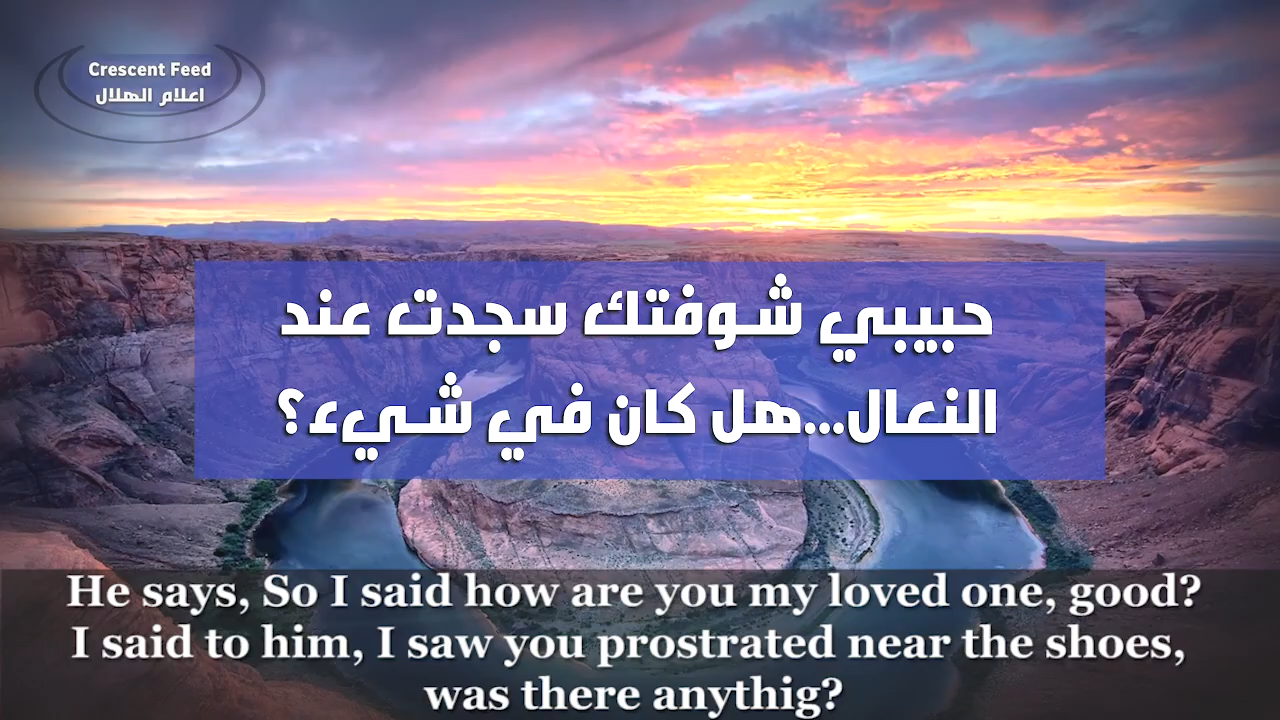 Crescent Feed
اعلام الهلال
حبيبي شوفتك سجدت عند
النعال...هل كان في شيء؟
He says, So I said how are you my loved one, good?
I said to him, I saw you prostrated near the shoes,
was there anythig?